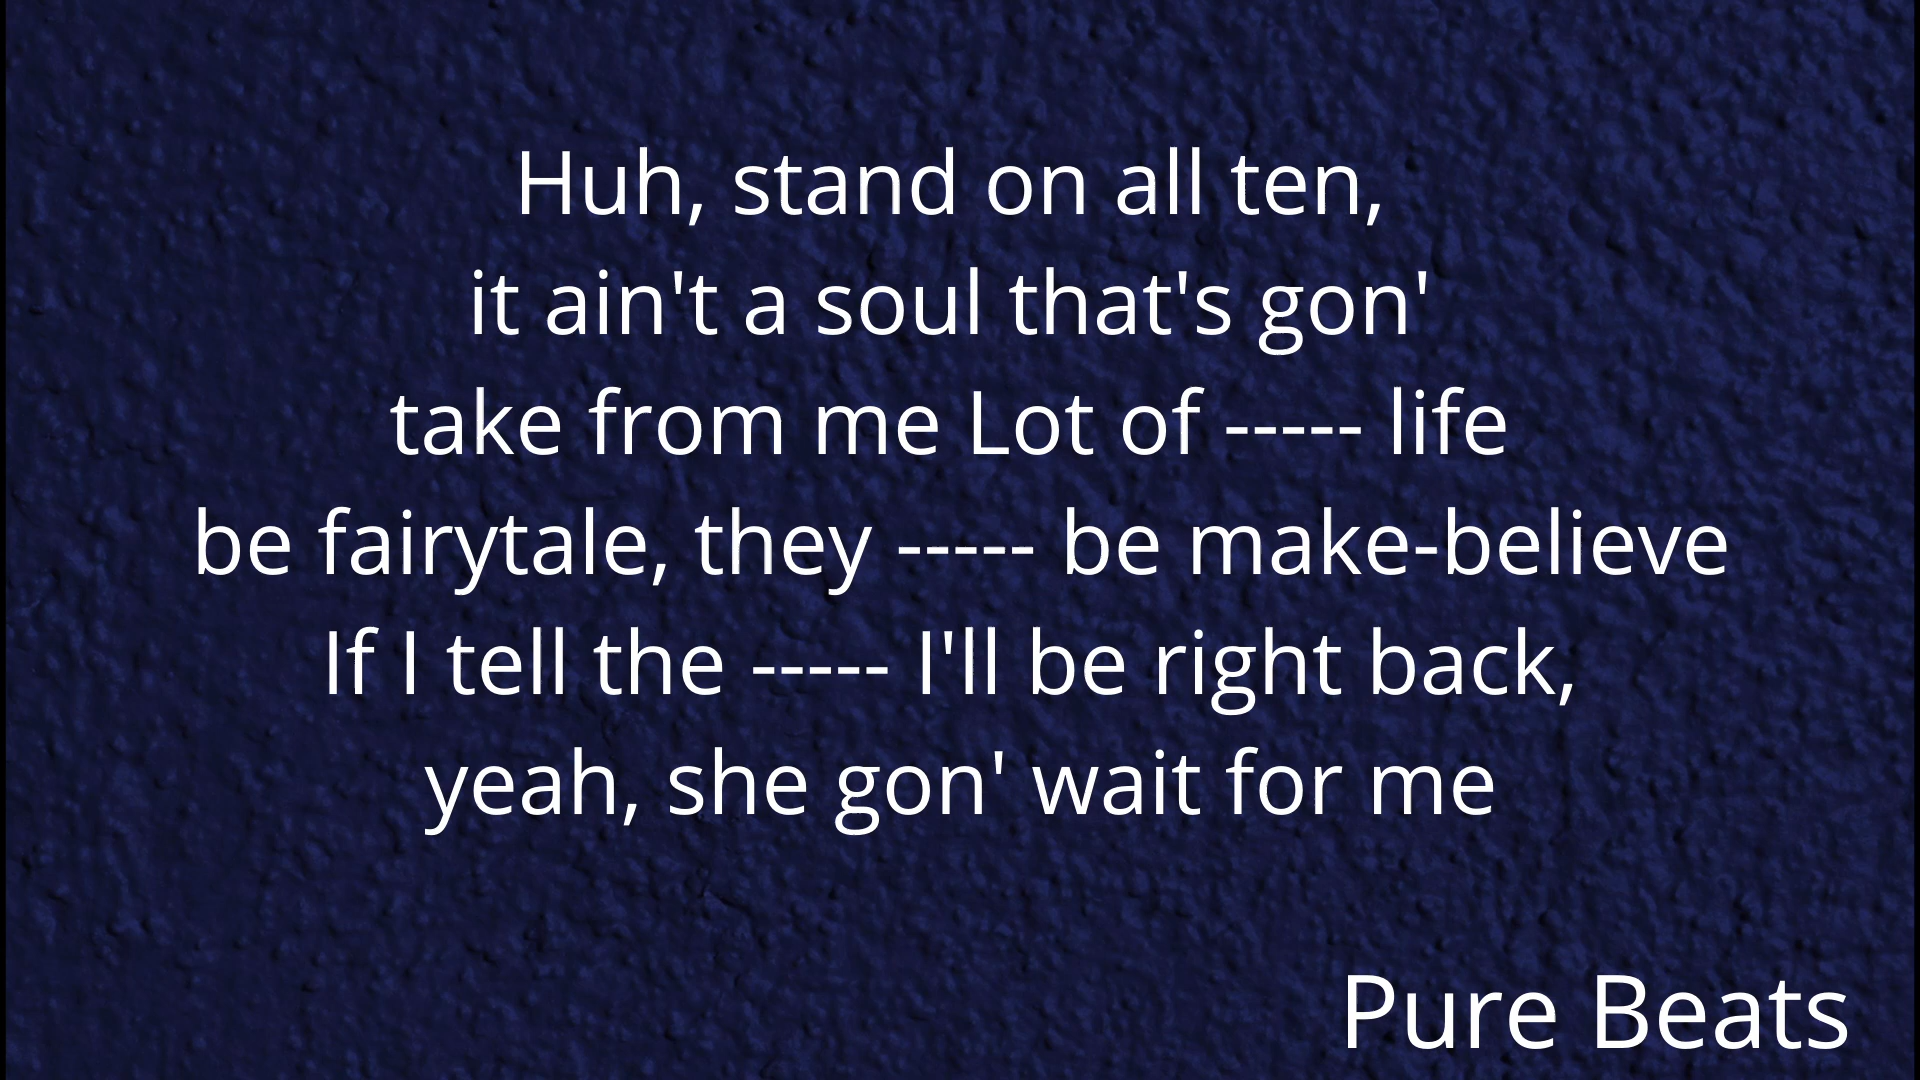 Huh, stand on all ten,
it ain't a soul that's gon'
take from me Lot of ----- life
be fairytale, they ----- be make-believe
If I tell the ----- I'll be right back,
yeah, she gon' wait for me
Pure Beats